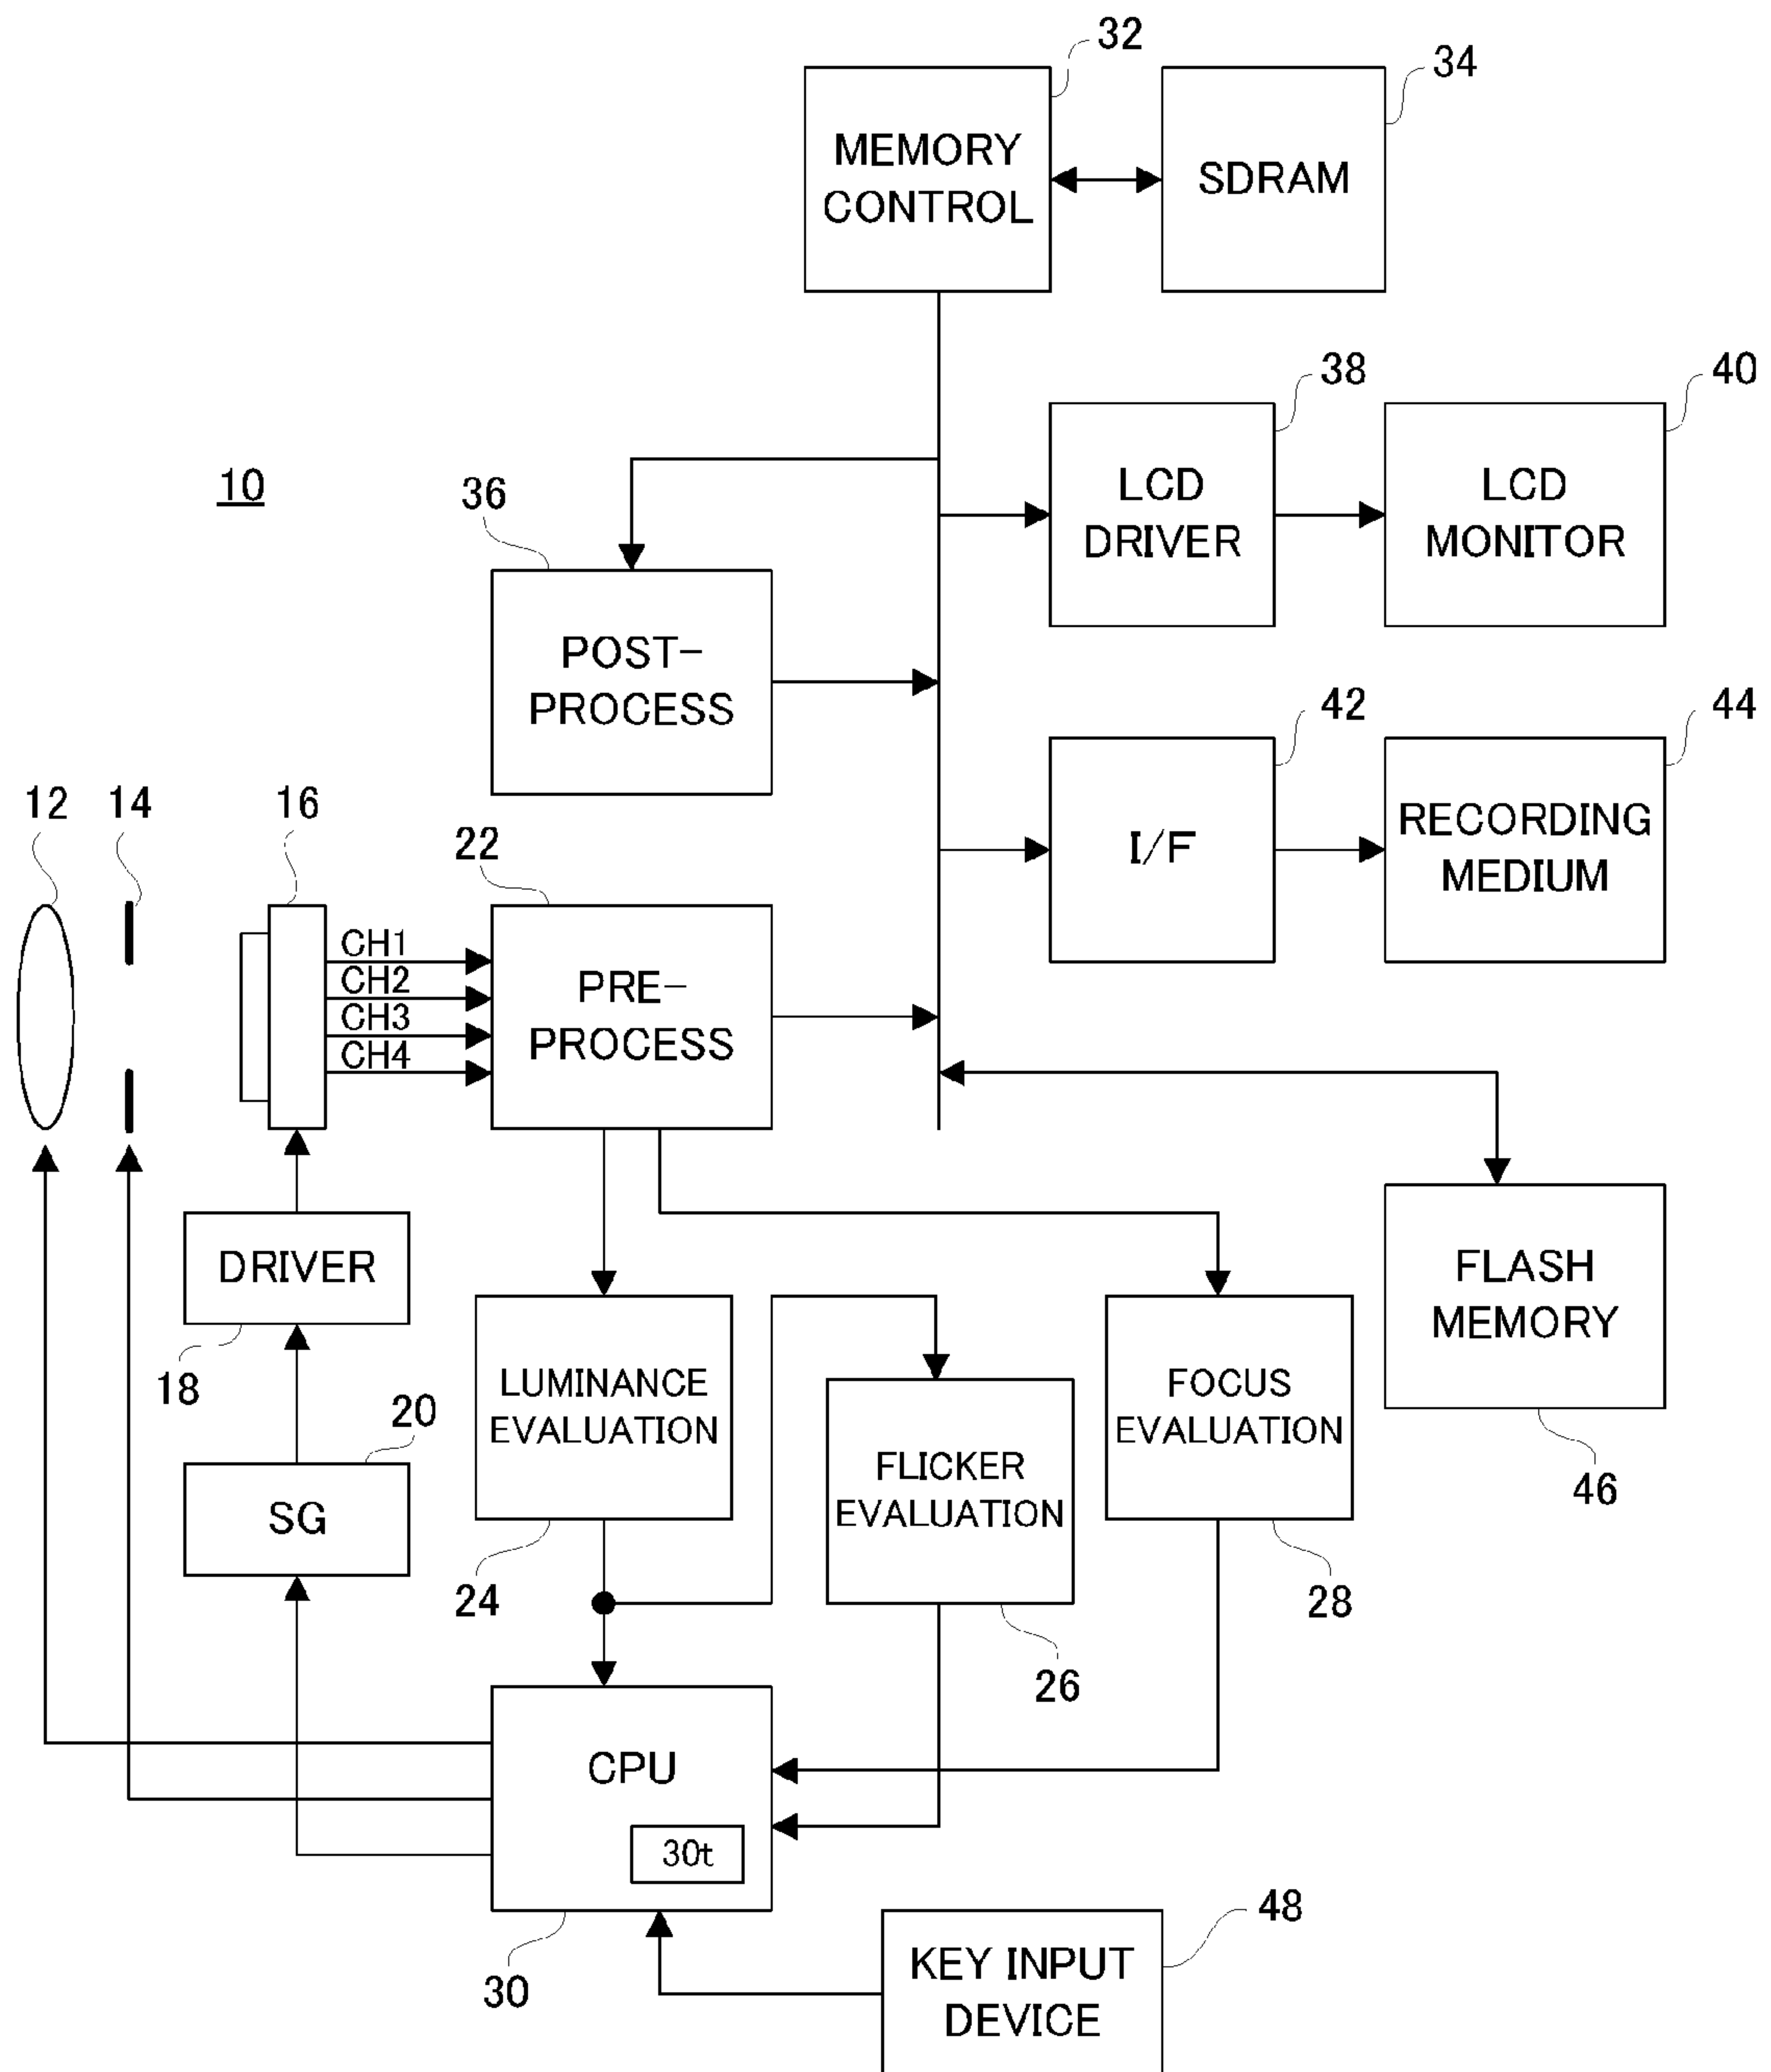 32
34
MEMORY
CONTROL
SDRAM
38
40
10
36
LCD
DRIVER
LCD
MONITOR
POST-
PROCESS
42
44
12
14
16
22
I/F
RECORDING
MEDIUM
CH1
CH2
CH3
CH4
PRE-
PROCESS
DRIVER
18
FLASH
MEMORY
46
20
SG
LUMINANCE
EVALUATION
24
FLICKER
EVALUATION
26
FOCUS
EVALUATION
28
CPU
30t
30
48
KEY INPUT
DEVICE